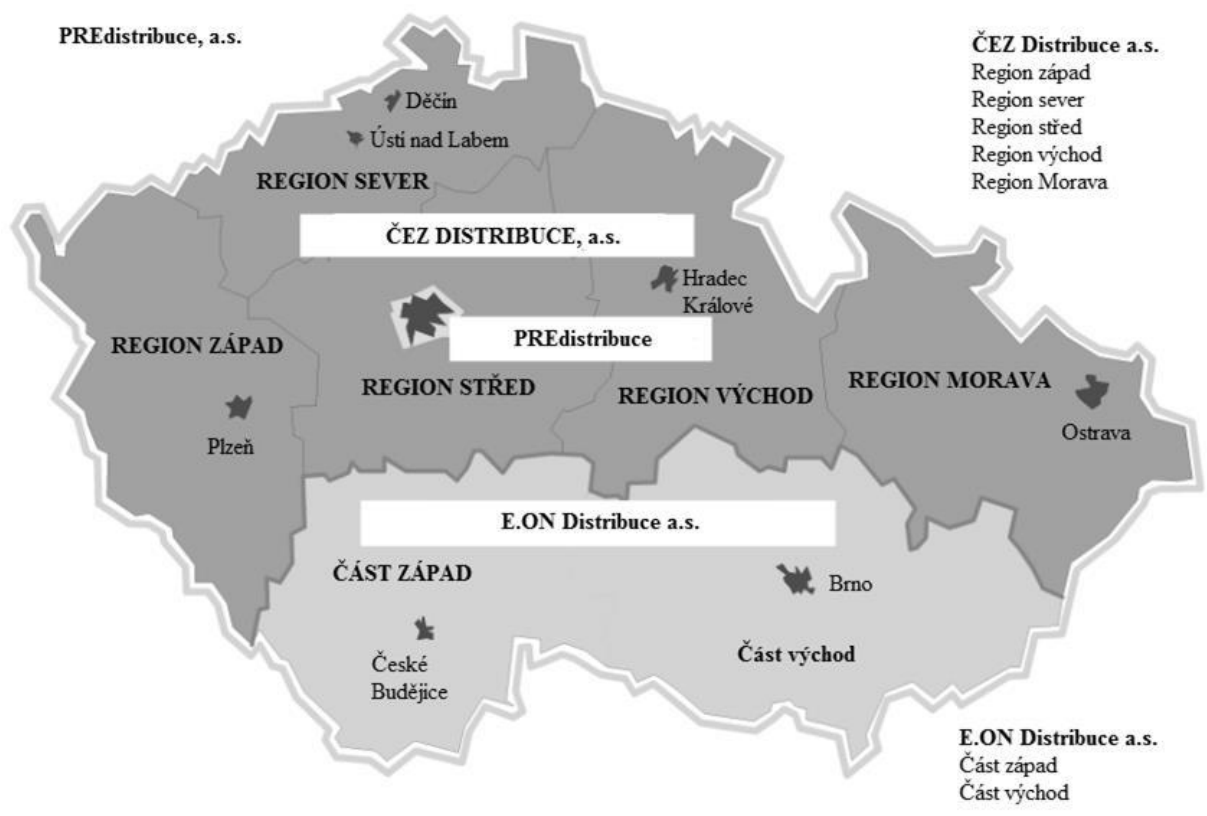 PREdistribuce, a.s.
ČEZ Distribuce a.s.
Region západ
Region sever
Region střed
Region východ
Region Morava
Děčín
Ústi nad Labem
REGION SEVER
ČEZ DISTRIBUCE, a.s.
Hradec
Králové
PREdistribuce
REGION ZÁPAD
REGION STŘED
REGION VÝCHOD
REGION MORAVA
Plzeň
Ostrava
E.ON Distribuce a.s.
ČÁST ZÁPAD
Brno
České
Budějice
Část východ
E.ON Distribuce a.s.
Část západ
Část východ